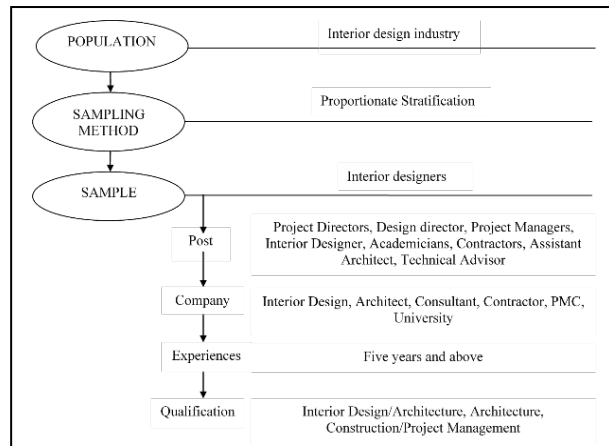 POPULATION
Interior design industry
SAMPLING
METHOD
Proportionate Stratification
SAMPLE
Interior designers
Post
Project Directors, Design director, Project Managers,
Interior Designer, Academicians, Contractors, Assistant
Architect, Technical Advisor
Company
Interior Design, Architect, Consultant, Contractor, PMC,
University
Experiences
Five years and above
Qualification
Interior Design/Architecture, Architecture,
Construction/Project Management